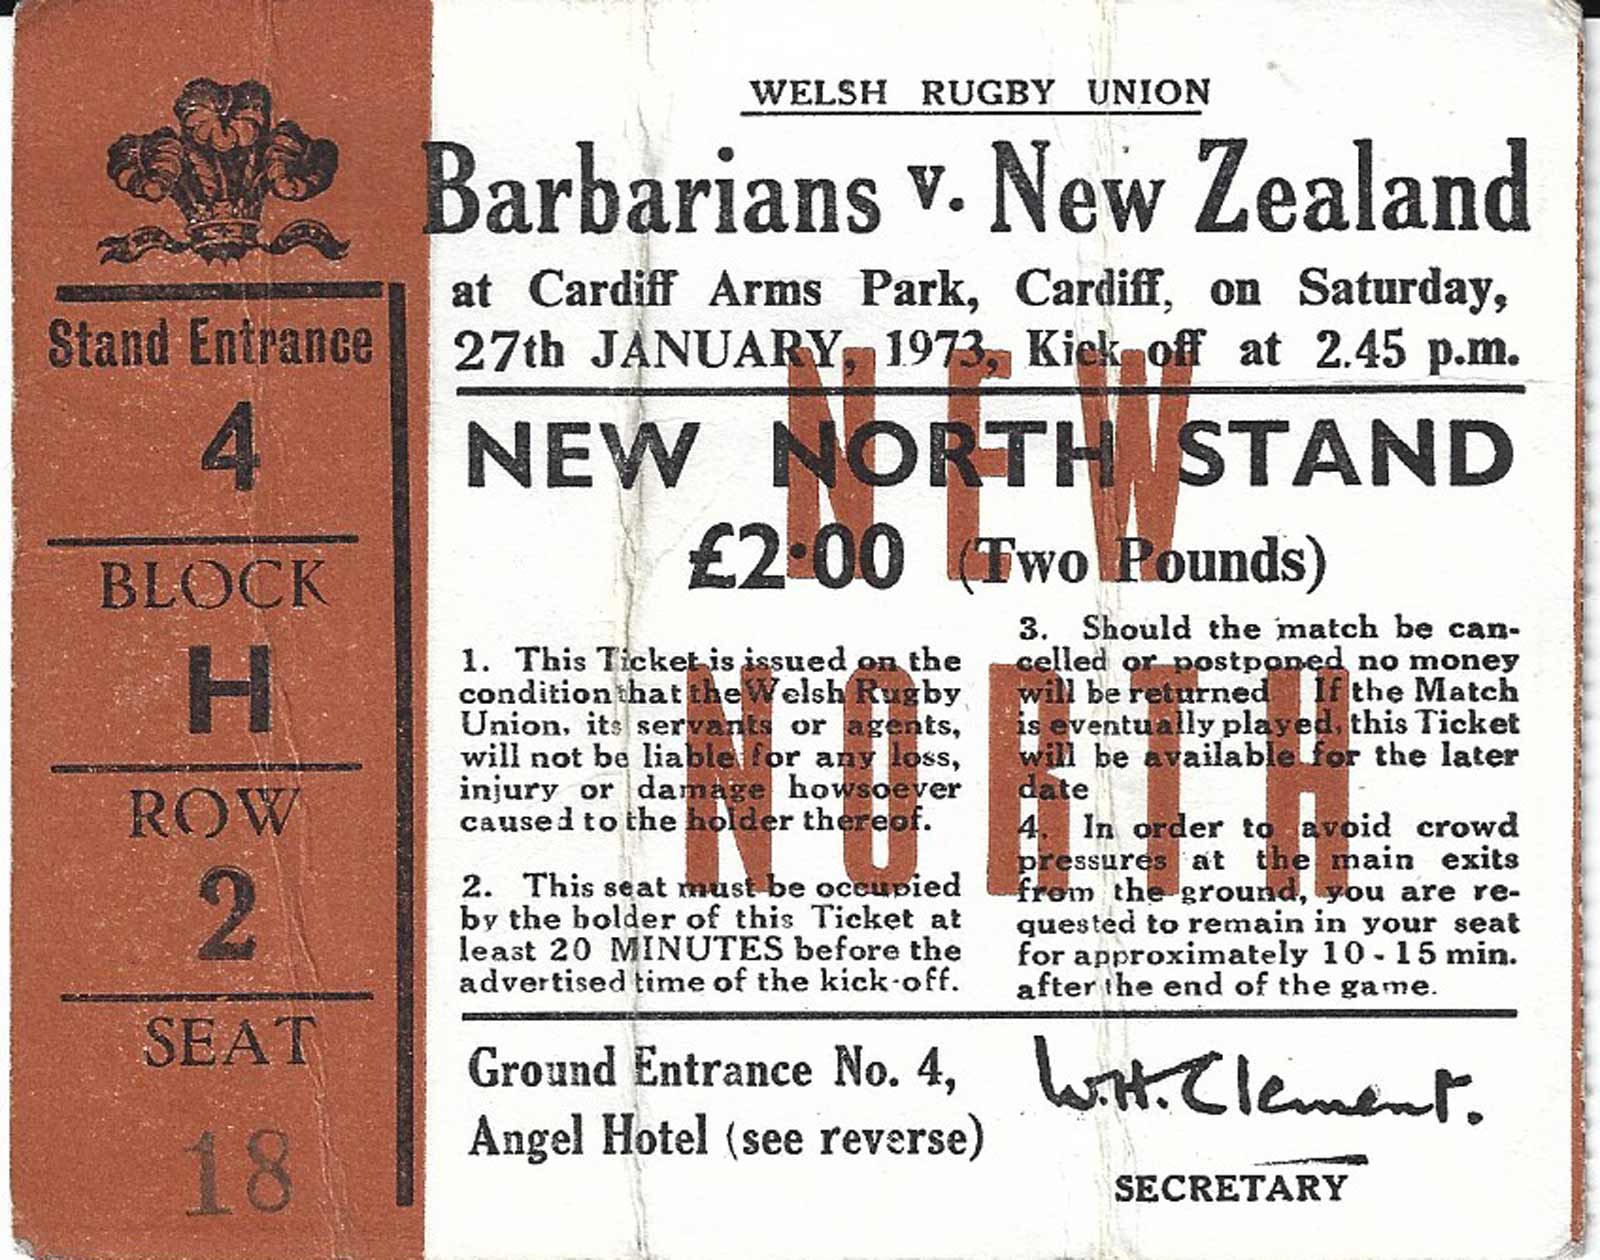 Stand Entrance
4
BLOCK
H
ROW
2
SEAT
18
WELSH RUGBY UNION
Barbarians v. New Zealand
at Cardiff Arms Park, Cardiff, on Saturday,
27th JANUARY, 1973, Kick off at 2.45 p.m.
NEW NORTH STAND
£2·00 (Two Pounds)
NEW
NORTH
1. This Ticket is issued on the
condition that the Welsh Rugby
Union, its servants or agents,
will not be liable for any loss,
injury or damage howsoever
caused to the holder thereof.
2. This seat must be occupied
by the holder of this Ticket at
least 20 MINUTES before the
advertised time of the kick-off.
3. Should the match be can-
celled or postponed no money
will be returned If the Match
is eventually played, this Ticket
will be available for the later
date
4. In order to avoid crowd
pressures at the main exits
from the ground, you are re-
quested to remain in your seat
for approximately 10 - 15 min.
after the end of the game.
Ground Entrance No. 4,
Angel Hotel (see reverse)
W.H. Clement.
SECRETARY